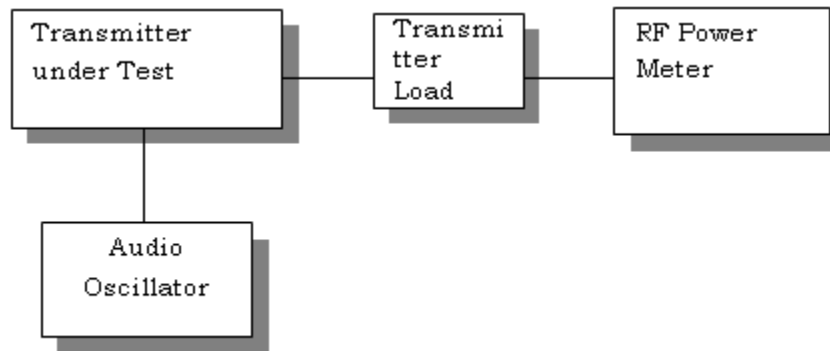 Transmitter
under Test
Transmi
tter
Load
RF Power
Meter
Audio
Oscillator